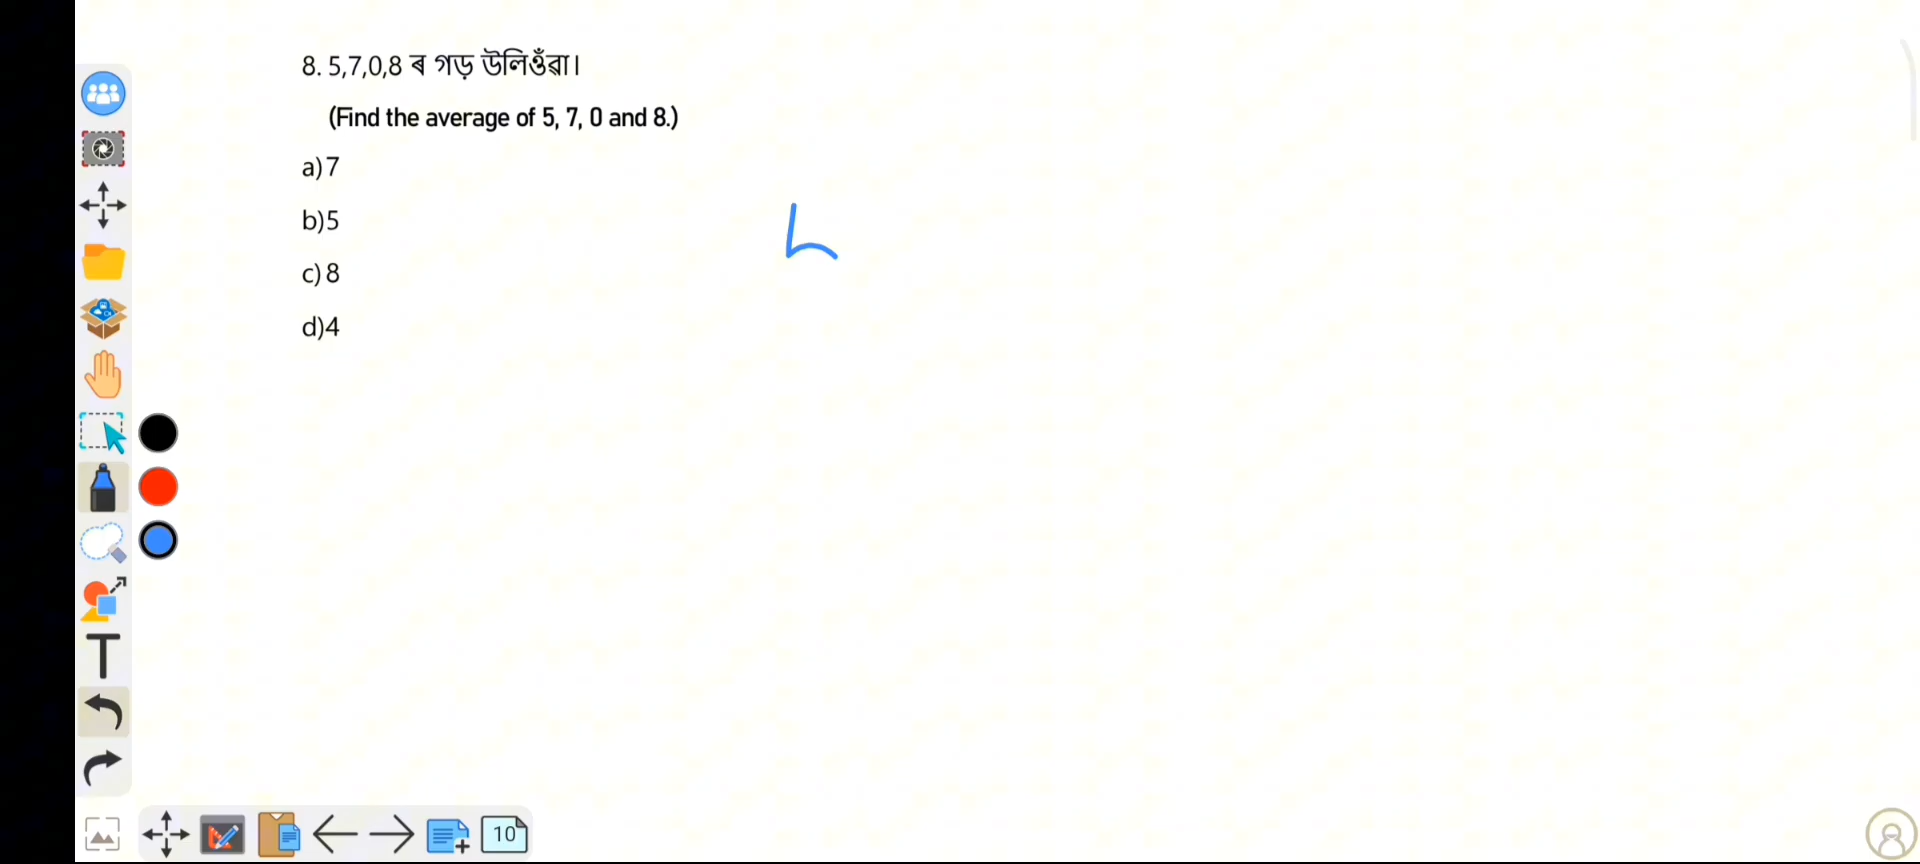 8. 5,7,0,8 ৰ গড় উলিওঁৱা।
(Find the average of 5, 7, 0 and 8.)
a) 7
b)5
c) 8
d)4
T
10